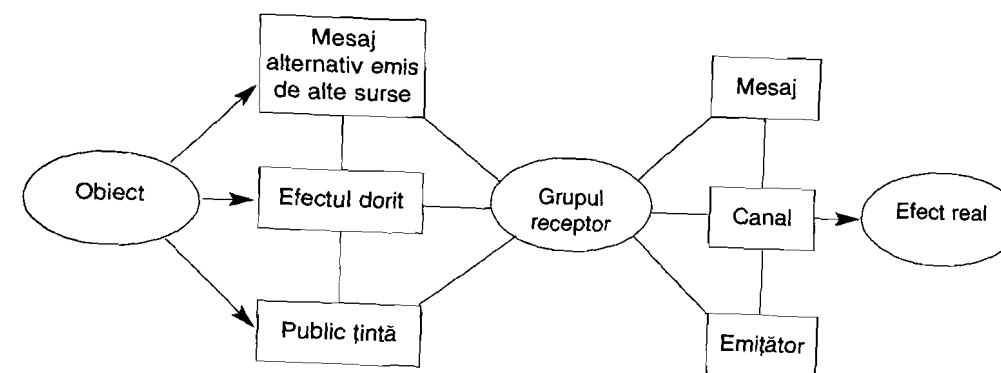 Mesaj
alternativ emis
de alte surse
Mesaj
Obiect
Efectul dorit
Grupul
receptor
Canal
Efect real
Public țintă
Emițător